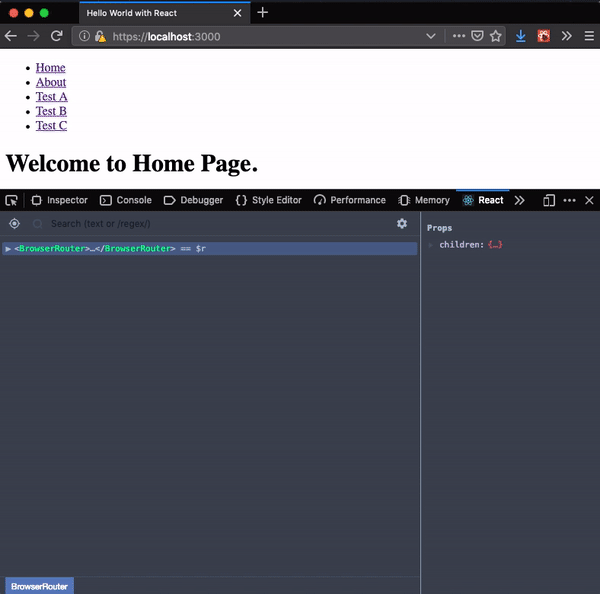 Hello World with React
https://localhost:3000
Home
About
Test A
Test B
Test C
Welcome to Home Page.
Inspector Console Debugger {} Style Editor Performance Memory React
Search (text or /regex/)
Props
<BrowserRouter>…</BrowserRouter> == $r
children: {…}
BrowserRouter